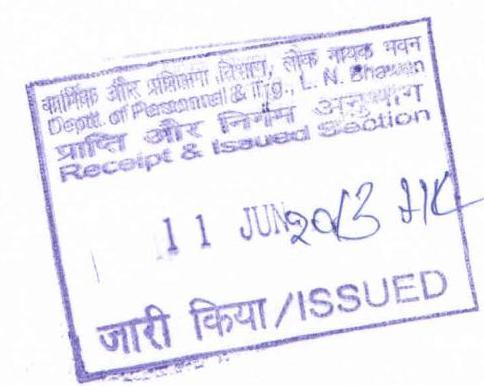 कार्मिक और प्रशिक्षण विभाग, लोक नायक भवन
Deptt. of Personnel & Trg., L. N. Bhawan
प्राप्ति और निर्गम अनुभाग
Receipt & Issued Section
11 JUN 2013
जारी किया/ISSUED